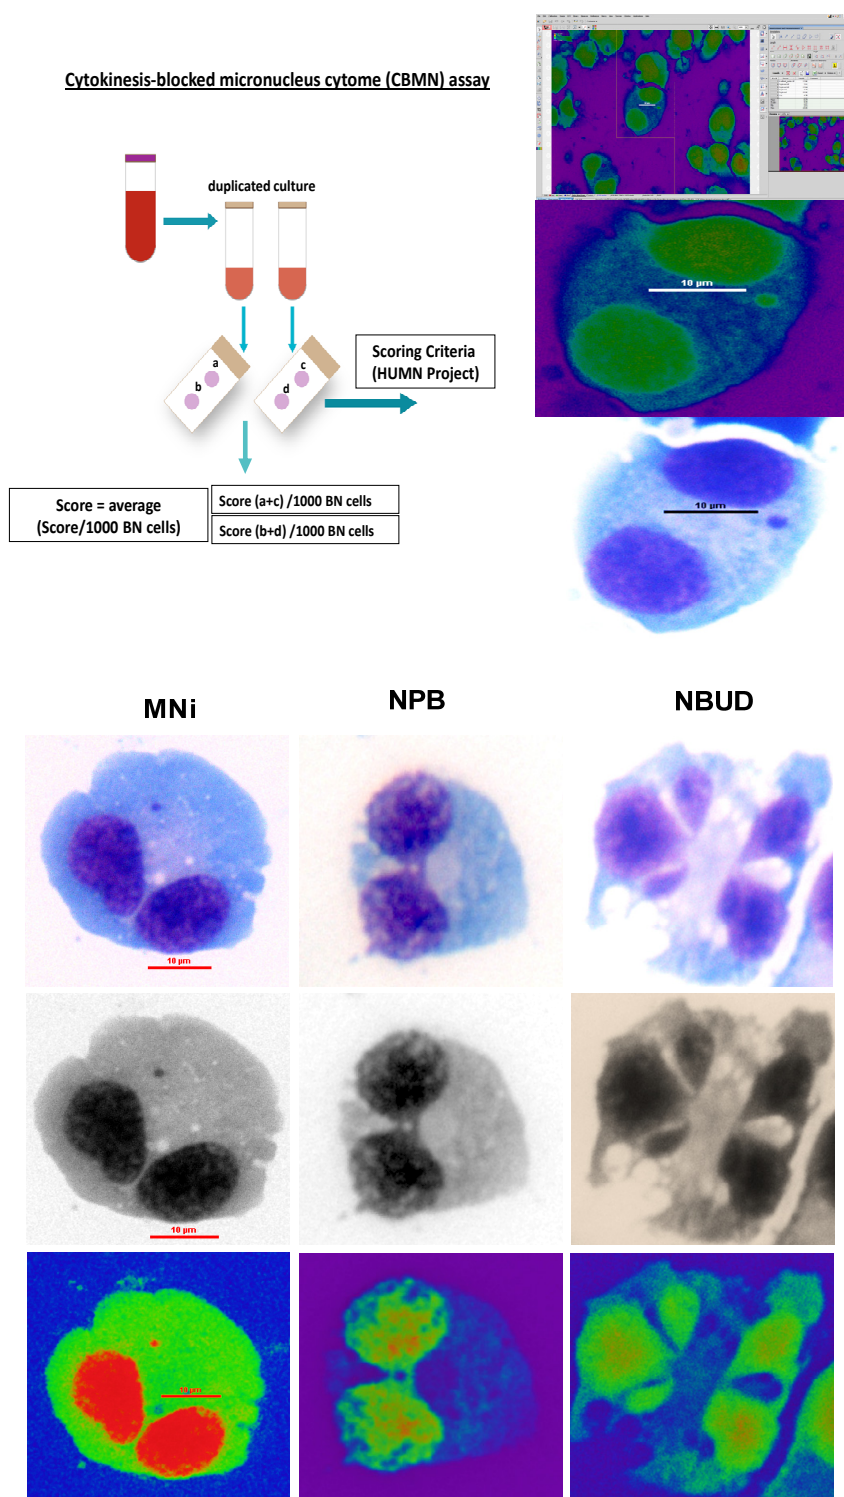 Cytokinesis-blocked micronucleus cytome (CBMN) assay
duplicated culture
a
b
c
d
Scoring Criteria
(HUMN Project)
Score = average
(Score/1000 BN cells)
Score (a+c) /1000 BN cells
Score (b+d) /1000 BN cells
10 µm
10 µm
MNi
NPB
NBUD
10 µm
10 µm
10 µm